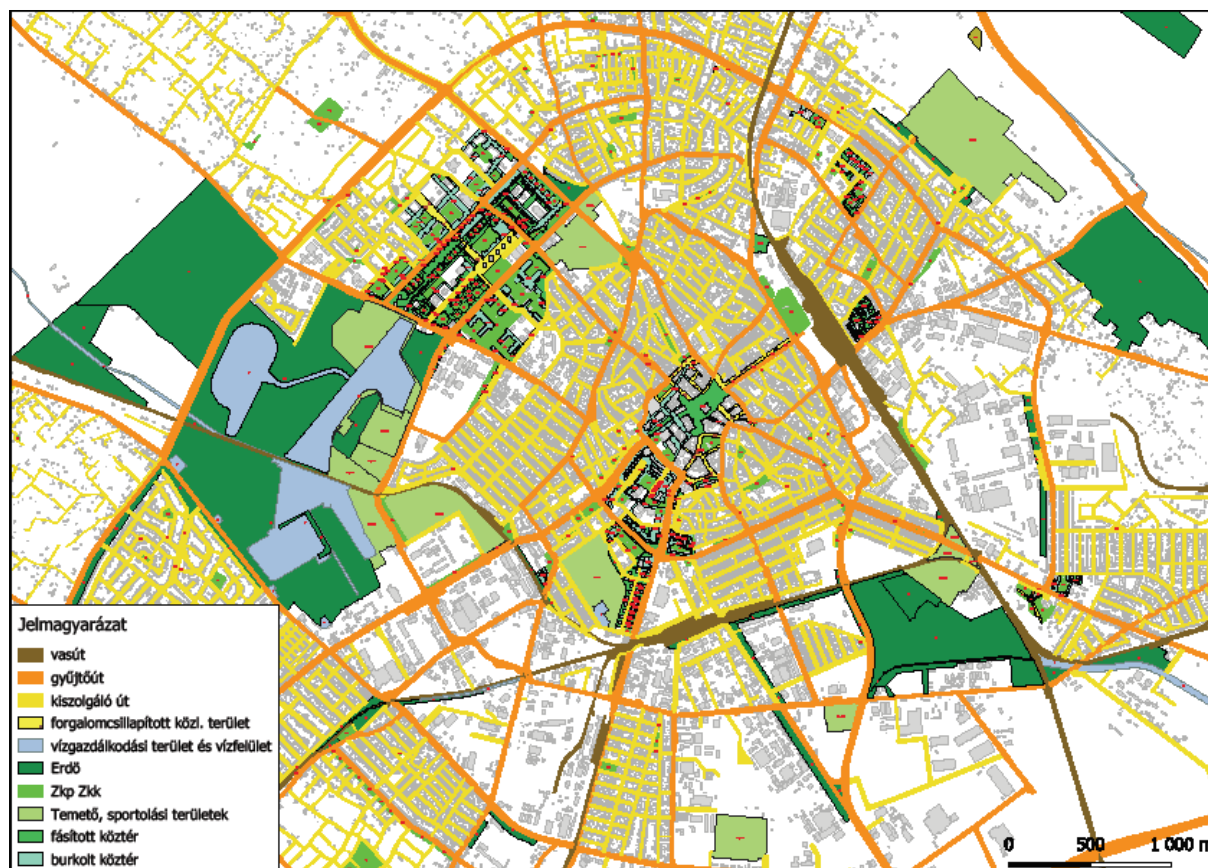 Jelmagyarázat
vasút
gyűjtőút
kiszolgáló út
forgalomcsillapított közl. terület
vízgazdálkodási terület és vízfelület
Erdő
Zkp Zkk
Temető, sportolási területek
fásított köztér
burkolt köztér
0 500 1 000 m